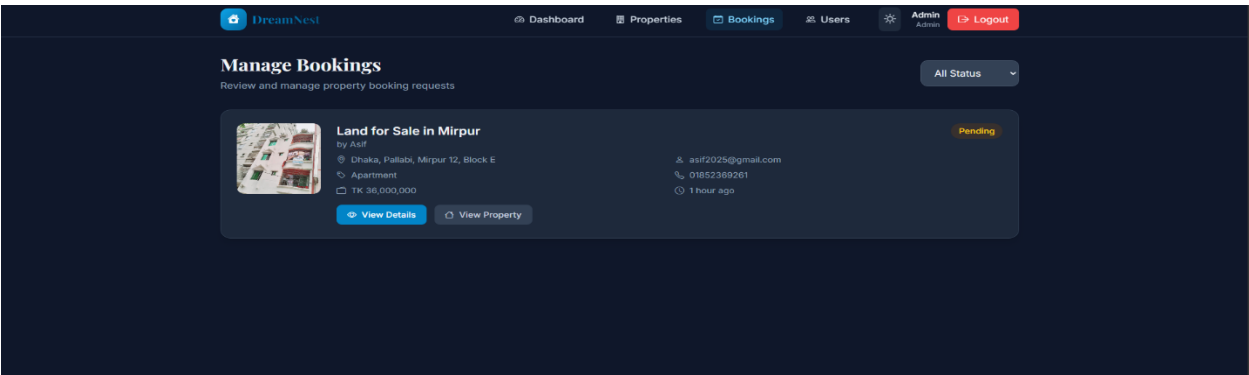 DreamNest
Dashboard
Properties
Bookings
Users
Admin
Admin
Logout
Manage Bookings
Review and manage property booking requests
All Status
Land for Sale in Mirpur
Pending
by Asif
Dhaka, Pallabi, Mirpur 12, Block E
asif2025@gmail.com
Apartment
01852369261
TK 36,000,000
1 hour ago
View Details
View Property